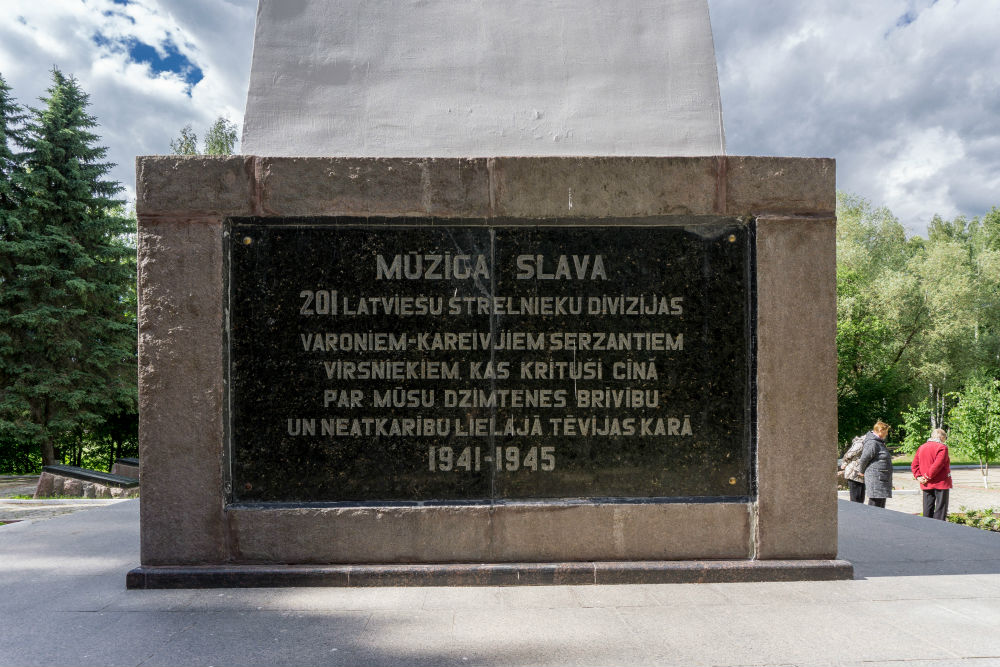 MŪŽĪGA SLAVA
201 LATVIEŠU STRELNIEKU DIVĪZIJAS
VAROŅIEM-KAREIVJIEM SERŽANTIEM
VIRSNIEKIEM KAS KRITUŠI CĪŅĀ
PAR MŪSU DZIMTENES BRĪVĪBU
UN NEATKARĪBU LIELAJĀ TĒVIJAS KARĀ
1941-1945